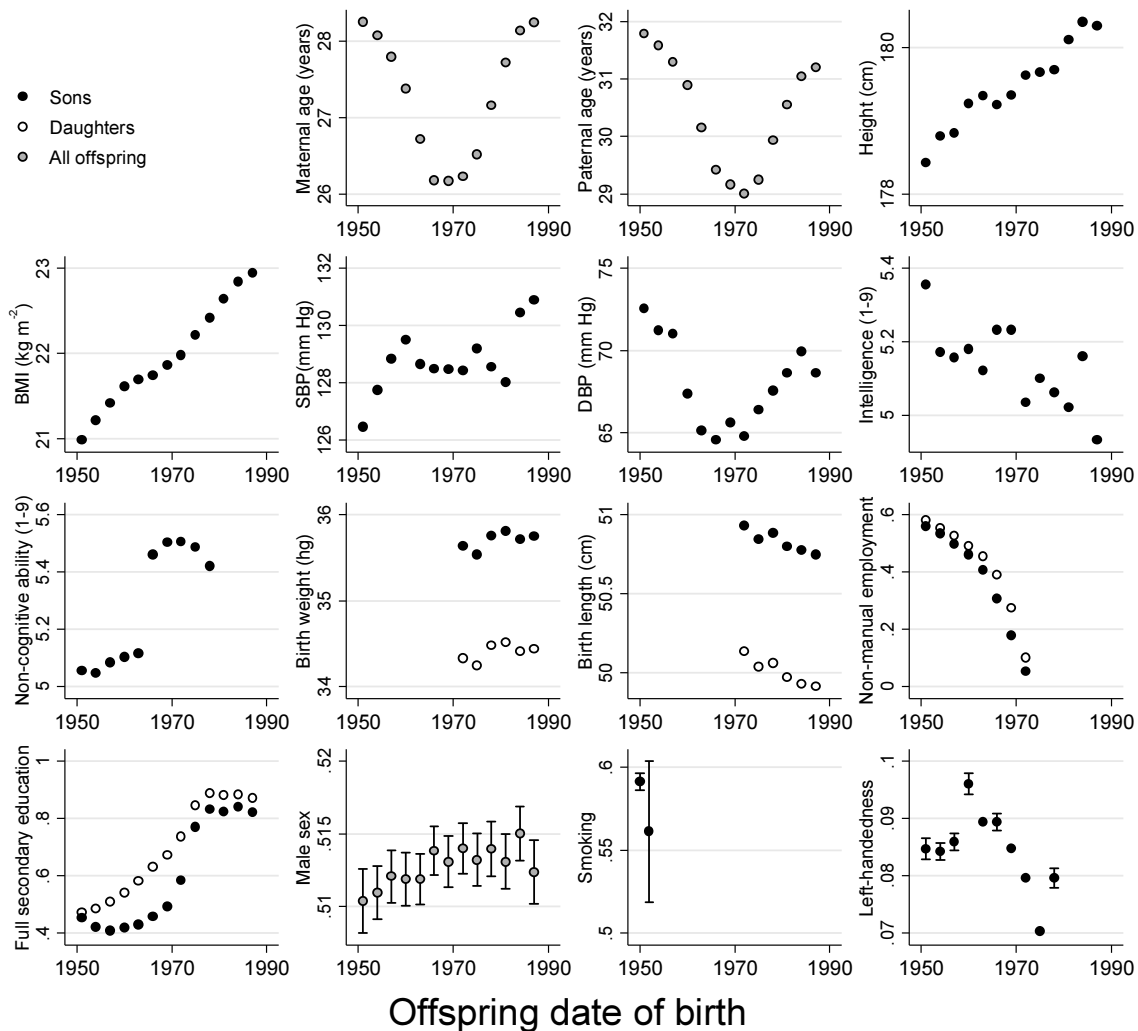 Sons
Daughters
All offspring
Maternal age (years)
28
27
26
1950 1970 1990
Paternal age (years)
32
31
30
29
1950 1970 1990
Height (cm)
180
178
1950 1970 1990
BMI (kg m⁻²)
23
22
21
1950 1970 1990
SBP(mm Hg)
132
130
128
126
1950 1970 1990
DBP (mm Hg)
75
70
65
1950 1970 1990
Intelligence (1-9)
5.4
5.2
5
1950 1970 1990
Non-cognitive ability (1-9)
5.6
5.4
5.2
5
1950 1970 1990
Birth weight (hg)
36
35
34
1950 1970 1990
Birth length (cm)
51
50.5
50
1950 1970 1990
Non-manual employment
.6
.4
.2
0
1950 1970 1990
Full secondary education
1
.8
.6
.4
1950 1970 1990
Male sex
.52
.515
.51
1950 1970 1990
Smoking
.6
.55
.5
1950 1970 1990
Left-handedness
.1
.09
.08
.07
1950 1970 1990
Offspring date of birth